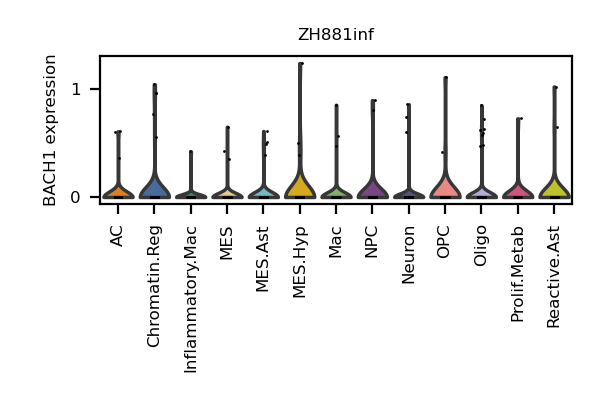 ZH881inf
BACH1 expression
1
0
AC
Chromatin.Reg
Inflammatory.Mac
MES
MES.Ast
MES.Hyp
Mac
NPC
Neuron
OPC
Oligo
Prolif.Metab
Reactive.Ast